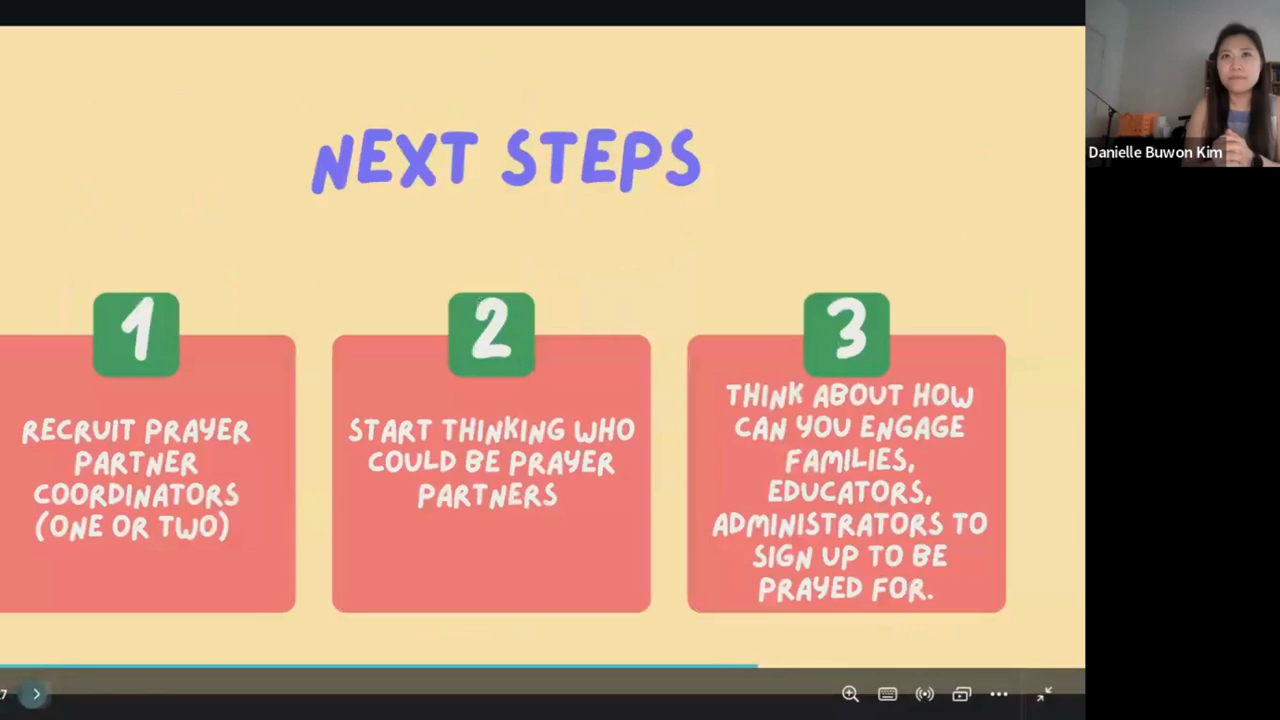 NEXT STEPS
1
RECRUIT PRAYER
PARTNER
COORDINATORS
(ONE OR TWO)
2
START THINKING WHO
COULD BE PRAYER
PARTNERS
3
THINK ABOUT HOW
CAN YOU ENGAGE
FAMILIES,
EDUCATORS,
ADMINISTRATORS TO
SIGN UP TO BE
PRAYED FOR.
Danielle Buwon Kim
7